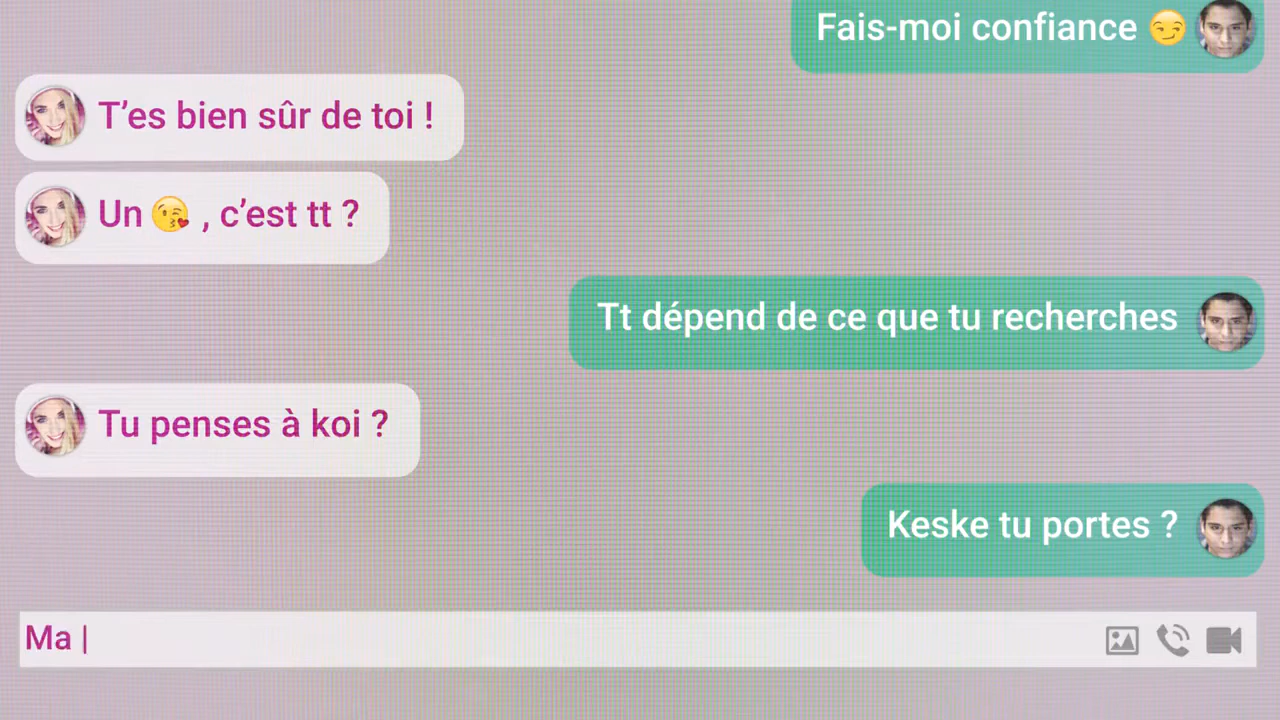 Fais-moi confiance 😏
T’es bien sûr de toi !
Un 😘 , c’est tt ?
Tt dépend de ce que tu recherches
Tu penses à koi ?
Keske tu portes ?
Ma |